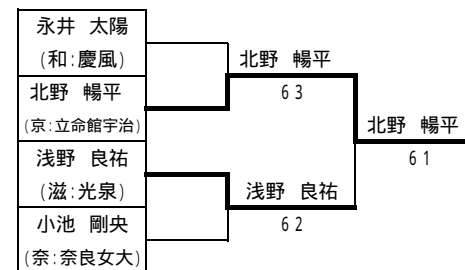 永井 太陽
(和:慶風)
北野 暢平
(京:立命館宇治)
浅野 良祐
(滋:光泉)
小池 剛央
(奈:奈良女大)
北野 暢平
6 3
浅野 良祐
6 2
北野 暢平
6 1